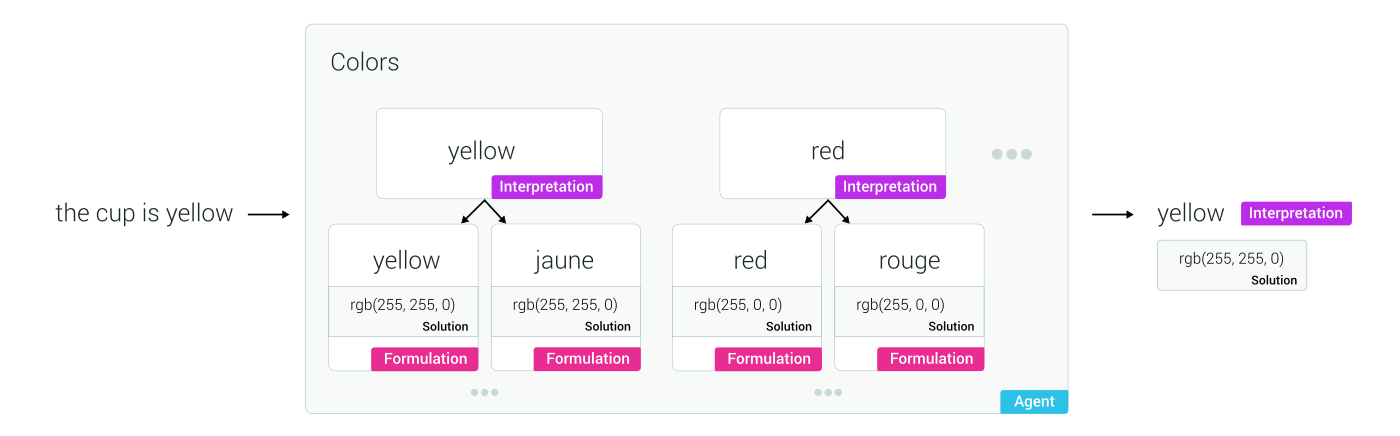 Colors
yellow
Interpretation
red
Interpretation
the cup is yellow
yellow
rgb(255, 255, 0)
Solution
Formulation
jaune
rgb(255, 255, 0)
Solution
Formulation
red
rgb(255, 0, 0)
Solution
Formulation
rouge
rgb(255, 0, 0)
Solution
Formulation
Agent
yellow
Interpretation
rgb(255, 255, 0)
Solution